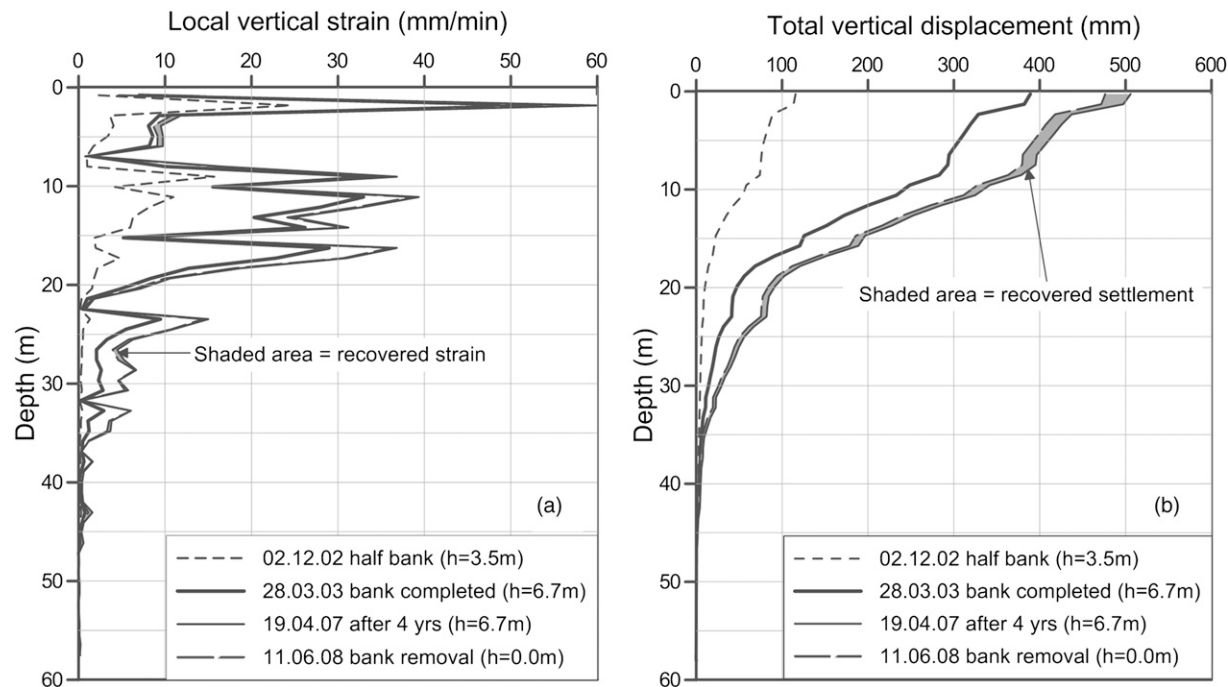 Local vertical strain (mm/min)
0 10 20 30 40 50 60
0
10
20
30
40
50
60
Depth (m)
Shaded area = recovered strain
(a)
02.12.02 half bank (h=3.5m)
28.03.03 bank completed (h=6.7m)
19.04.07 after 4 yrs (h=6.7m)
11.06.08 bank removal (h=0.0m)
Total vertical displacement (mm)
0 100 200 300 400 500 600
0
10
20
30
40
50
60
Depth (m)
Shaded area = recovered settlement
(b)
02.12.02 half bank (h=3.5m)
28.03.03 bank completed (h=6.7m)
19.04.07 after 4 yrs (h=6.7m)
11.06.08 bank removal (h=0.0m)